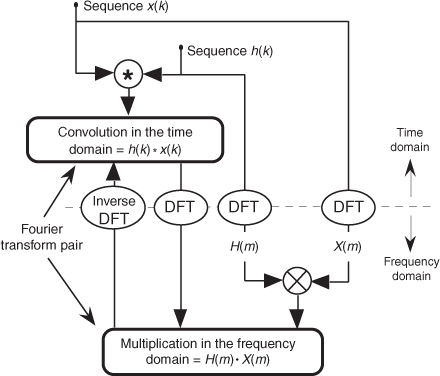 Sequence x(k)
Sequence h(k)
*
Convolution in the time
domain = h(k) * x(k)
Time
domain
Inverse
DFT
DFT
DFT
DFT
Fourier
transform pair
H(m)
X(m)
Frequency
domain
Multiplication in the frequency
domain = H(m) · X(m)